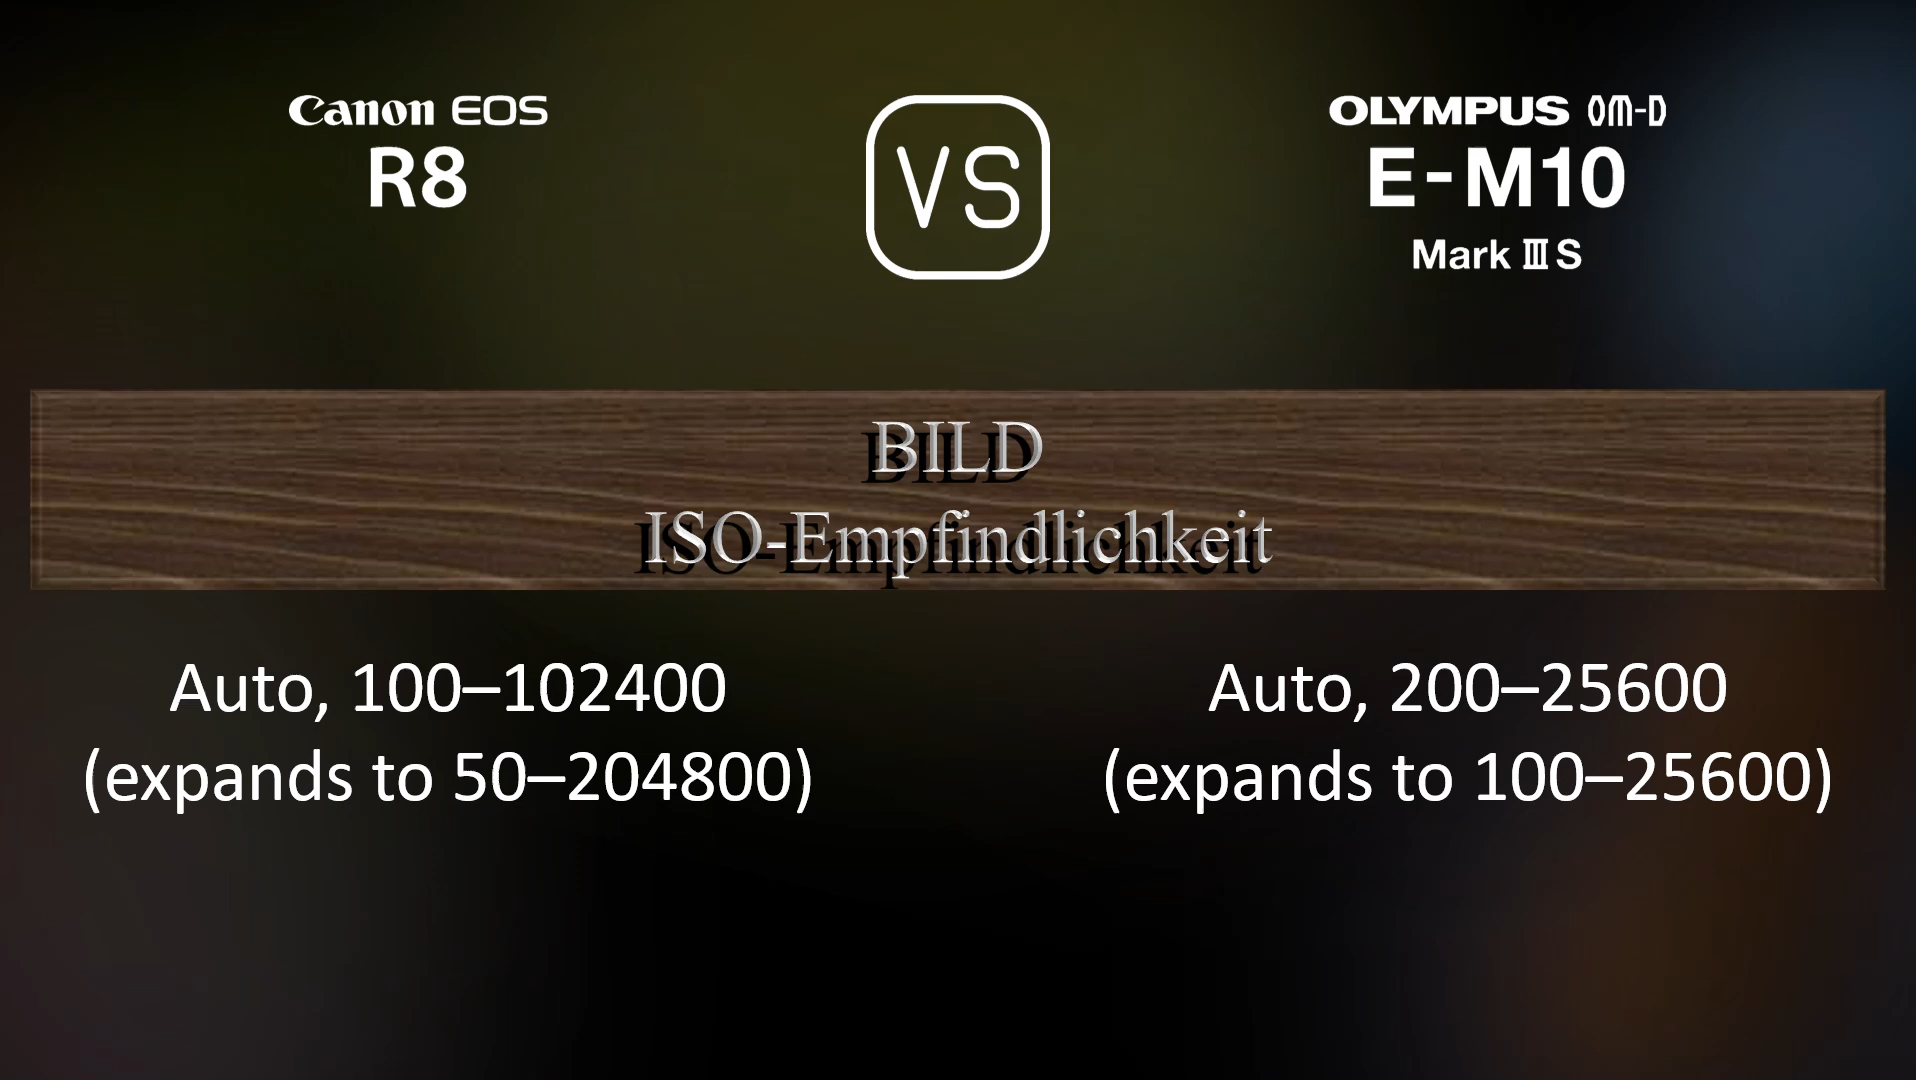 Canon EOS
R8
VS
OLYMPUS OM-D
E-M10
Mark III S
BILD
ISO-Empfindlichkeit
Auto, 100–102400
(expands to 50–204800)
Auto, 200–25600
(expands to 100–25600)